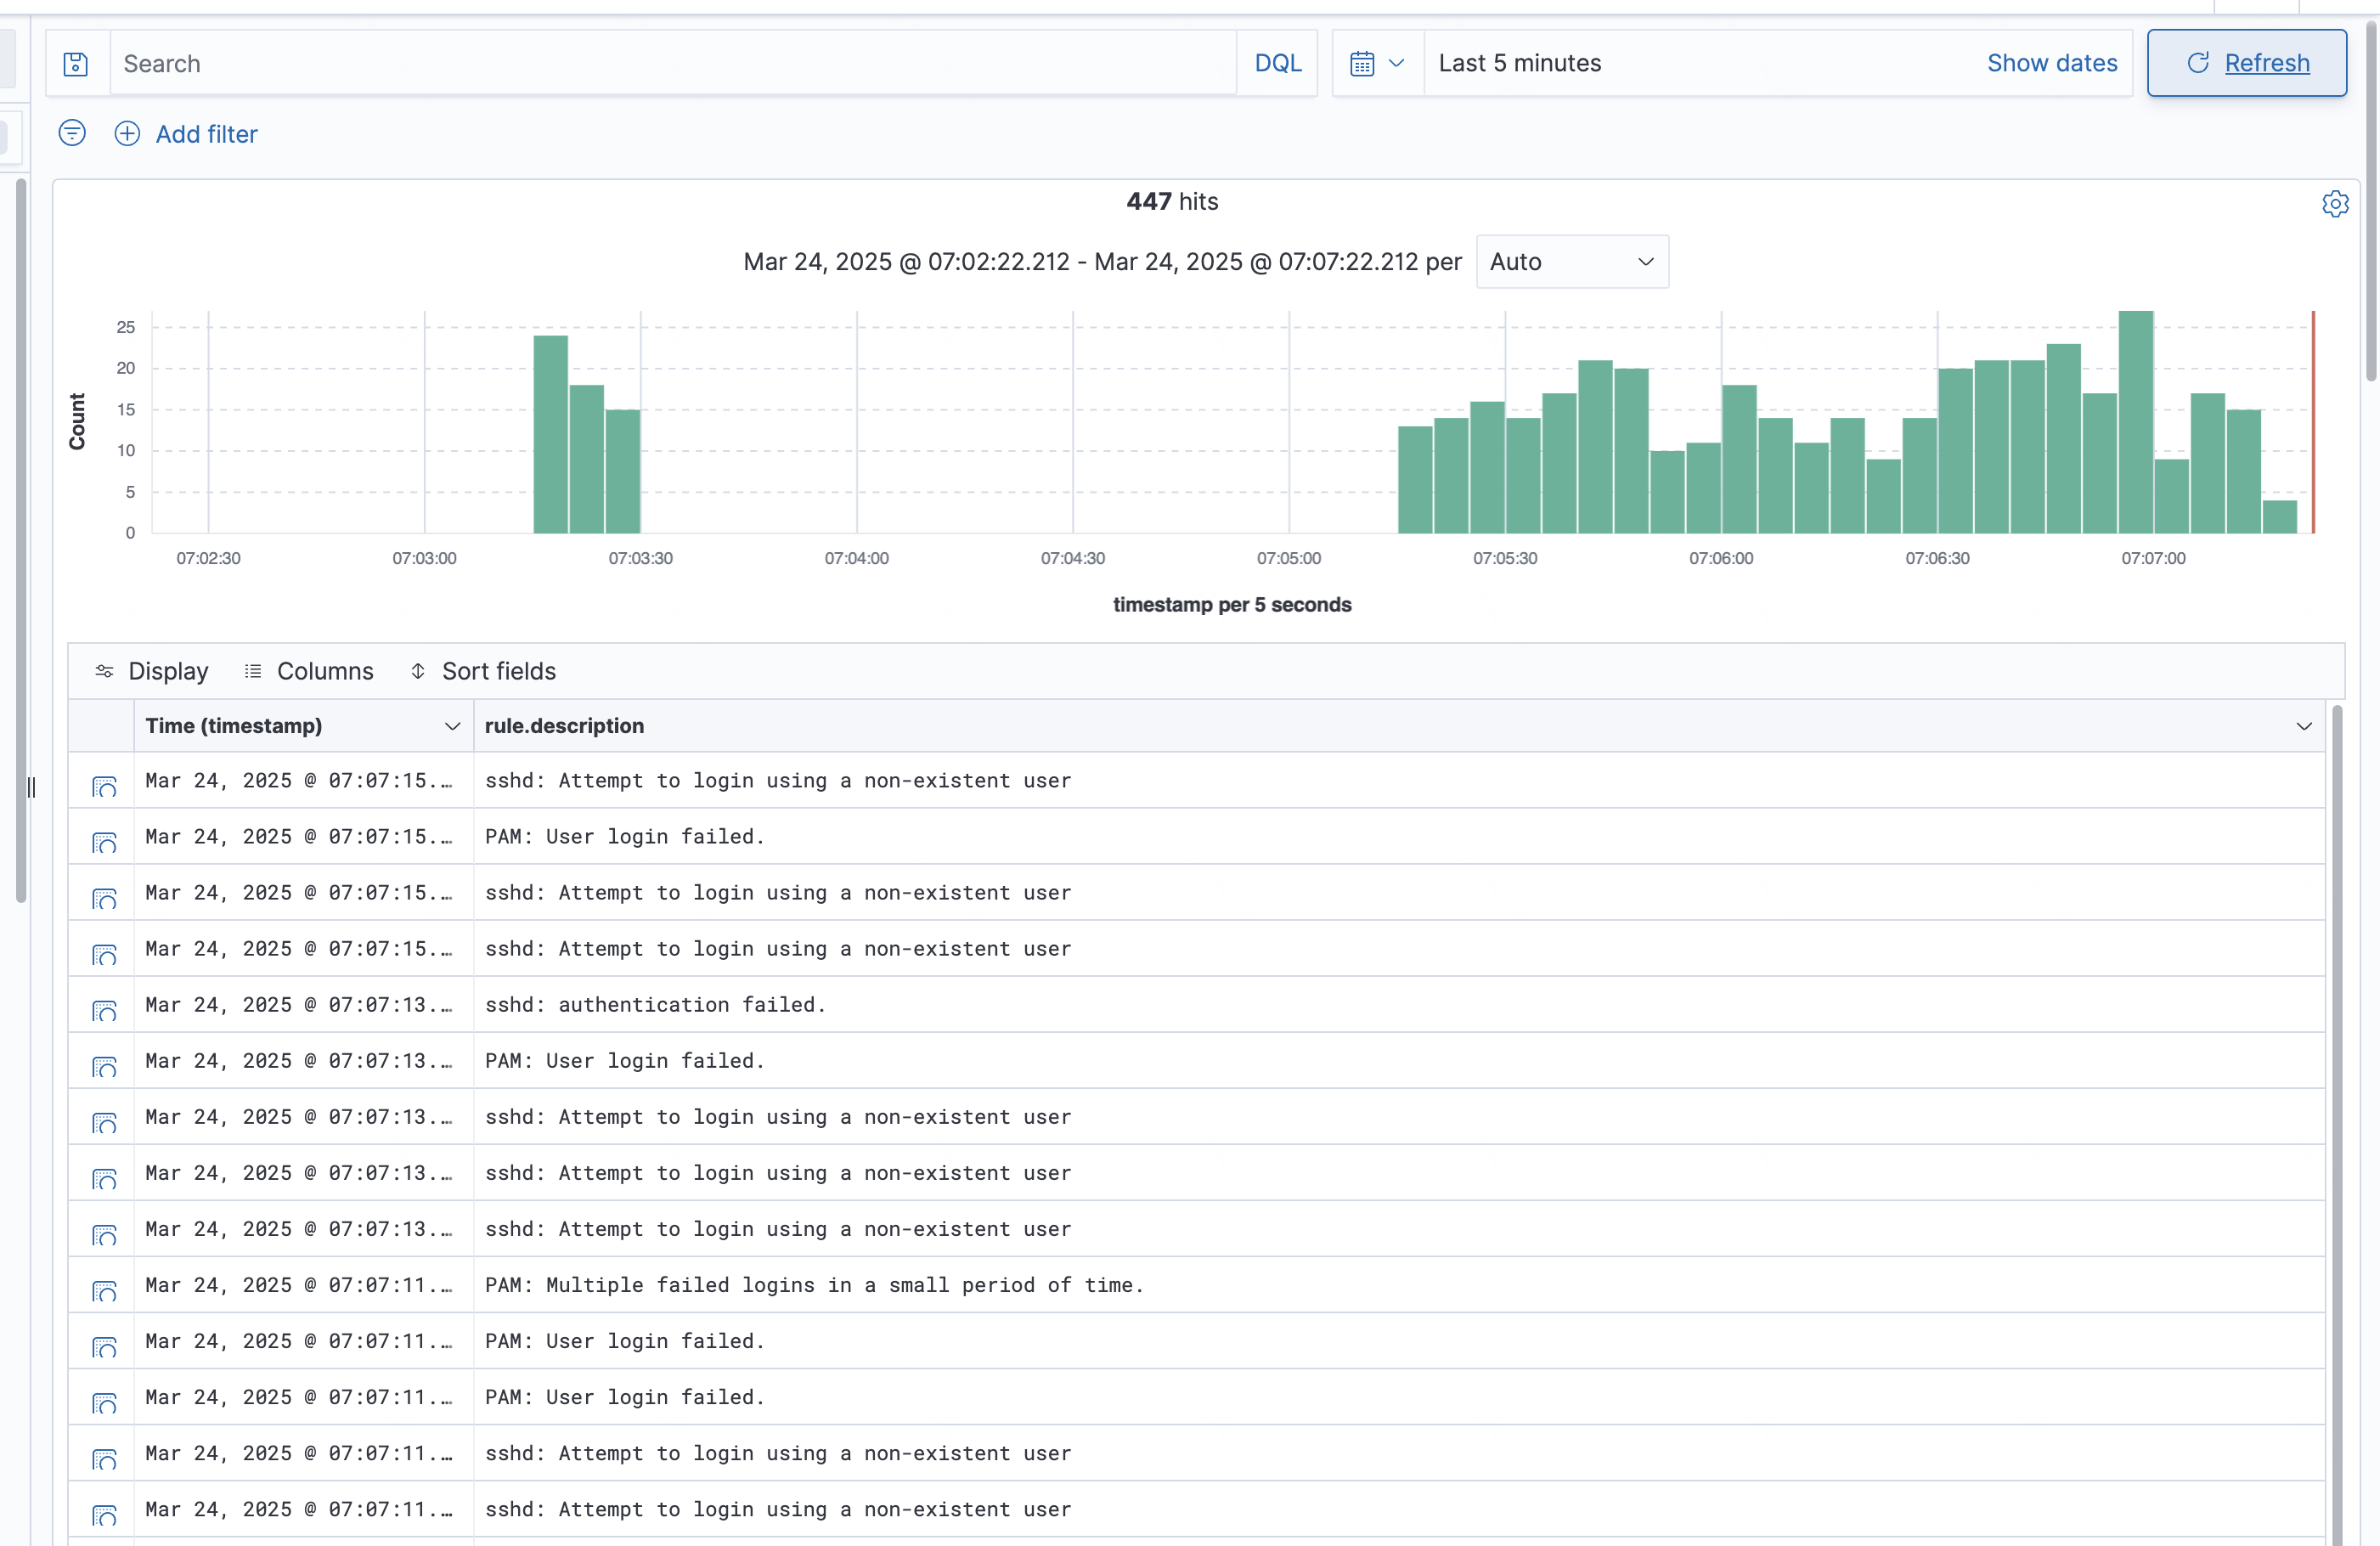 Search DQL Last 5 minutes Show dates Refresh
Add filter
447 hits
Mar 24, 2025 @ 07:02:22.212 - Mar 24, 2025 @ 07:07:22.212 per Auto
25
20
15
10
5
0
Count
07:02:30 07:03:00 07:03:30 07:04:00 07:04:30 07:05:00 07:05:30 07:06:00 07:06:30 07:07:00
timestamp per 5 seconds
Display Columns Sort fields
Time (timestamp) rule.description
Mar 24, 2025 @ 07:07:15.… sshd: Attempt to login using a non-existent user
Mar 24, 2025 @ 07:07:15.… PAM: User login failed.
Mar 24, 2025 @ 07:07:15.… sshd: Attempt to login using a non-existent user
Mar 24, 2025 @ 07:07:15.… sshd: Attempt to login using a non-existent user
Mar 24, 2025 @ 07:07:13.… sshd: authentication failed.
Mar 24, 2025 @ 07:07:13.… PAM: User login failed.
Mar 24, 2025 @ 07:07:13.… sshd: Attempt to login using a non-existent user
Mar 24, 2025 @ 07:07:13.… sshd: Attempt to login using a non-existent user
Mar 24, 2025 @ 07:07:13.… sshd: Attempt to login using a non-existent user
Mar 24, 2025 @ 07:07:11.… PAM: Multiple failed logins in a small period of time.
Mar 24, 2025 @ 07:07:11.… PAM: User login failed.
Mar 24, 2025 @ 07:07:11.… PAM: User login failed.
Mar 24, 2025 @ 07:07:11.… sshd: Attempt to login using a non-existent user
Mar 24, 2025 @ 07:07:11.… sshd: Attempt to login using a non-existent user